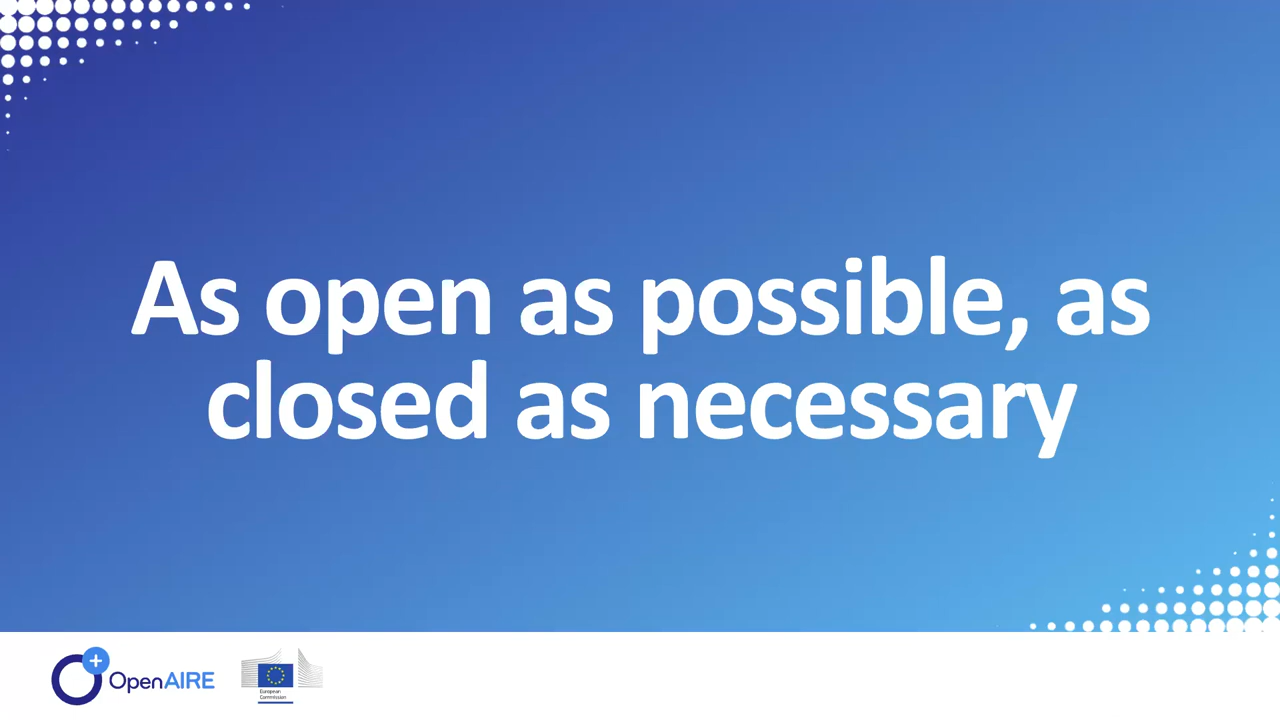 As open as possible, as
closed as necessary
OpenAIRE
European
Commission